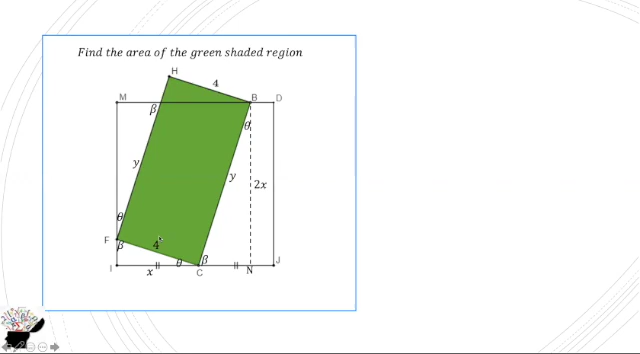 Find the area of the green shaded region
H
4
M
B
D
β
θ
y
y
2x
θ
F
β
4
θ
β
J
I
x
C
N